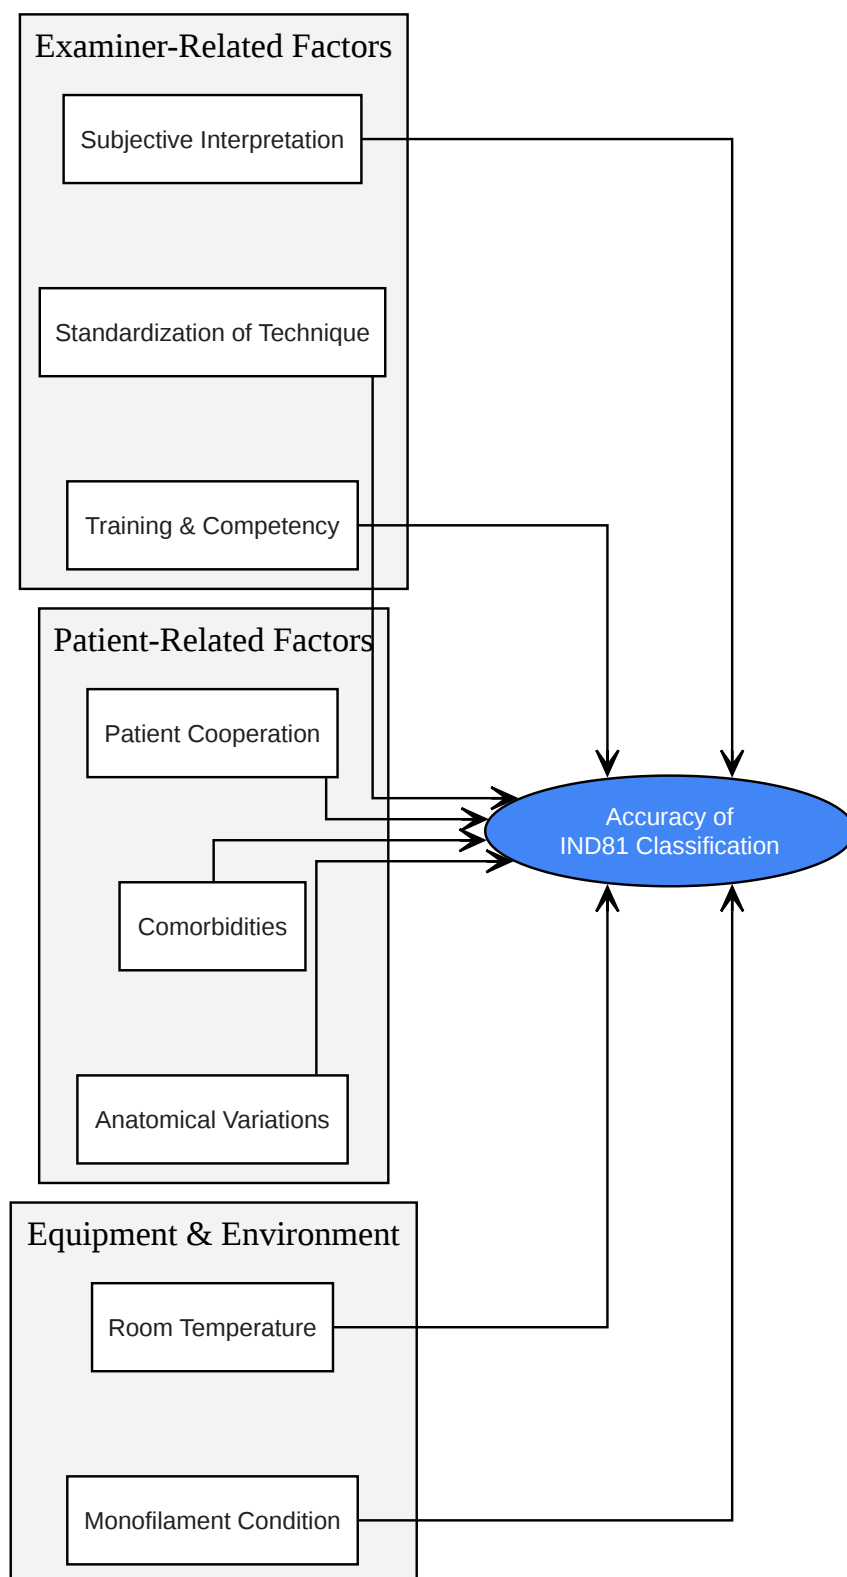 Examiner-Related Factors
Subjective Interpretation
Standardization of Technique
Training & Competency
Patient-Related Factors
Patient Cooperation
Accuracy of
IND81 Classification
Comorbidities
Anatomical Variations
Equipment & Environment
Room Temperature
Monofilament Condition